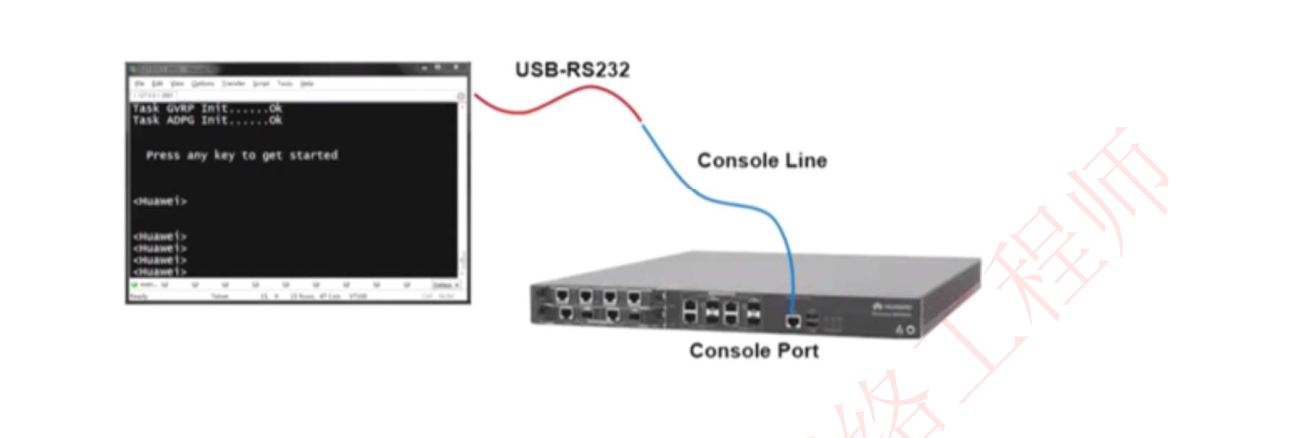 USB-RS232
File Edit View Options Transfer Script Tools Help
Task GVRP Init......Ok
Task ADPG Init......Ok
Press any key to get started
<Huawei>
<Huawei>
<Huawei>
<Huawei>
<Huawei>
Console Line
Console Port
络工程师